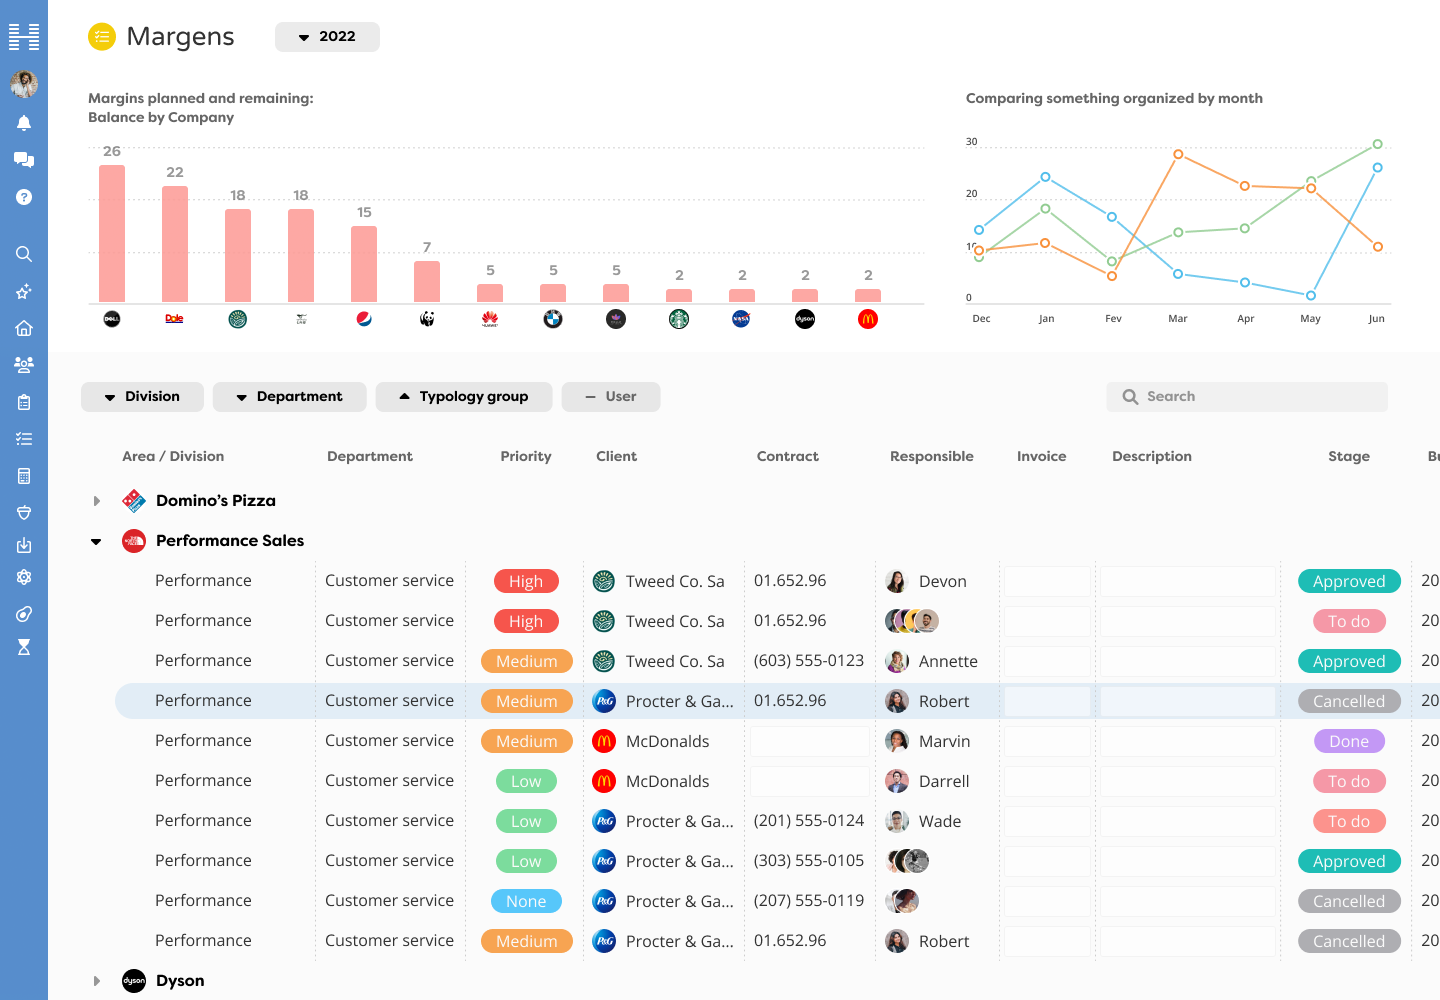 Margens
2022
Margins planned and remaining:
Balance by Company
Comparing something organized by month
26
22
18
18
15
7
5
5
5
2
2
2
2
DELL
Dole
HUAWEI
BMW
NASA
dyson
30
20
10
0
Dec
Jan
Fev
Mar
Apr
May
Jun
Division
Department
Typology group
User
Search
Area / Division Department Priority Client Contract Responsible Invoice Description Stage Bu
Domino’s Pizza
Performance Sales
Performance Customer service High Tweed Co. Sa 01.652.96 Devon Approved 20
Performance Customer service High Tweed Co. Sa 01.652.96 To do 20
Performance Customer service Medium Tweed Co. Sa (603) 555-0123 Annette Approved 20
Performance Customer service Medium P&G Procter & Ga... 01.652.96 Robert Cancelled 20
Performance Customer service Medium McDonalds Marvin Done 20
Performance Customer service Low McDonalds Darrell To do 20
Performance Customer service Low P&G Procter & Ga... (201) 555-0124 Wade To do 20
Performance Customer service Low P&G Procter & Ga... (303) 555-0105 Approved 20
Performance Customer service None P&G Procter & Ga... (207) 555-0119 Cancelled 20
Performance Customer service Medium P&G Procter & Ga... 01.652.96 Robert Cancelled 20
dyson Dyson